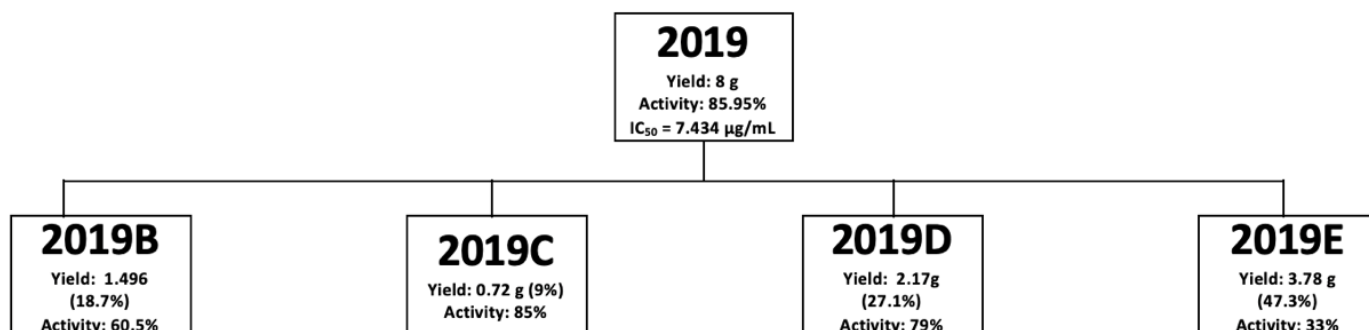 2019
Yield: 8 g
Activity: 85.95%
IC₅₀ = 7.434 µg/mL
2019B
Yield: 1.496
(18.7%)
Activity: 60.5%
2019C
Yield: 0.72 g (9%)
Activity: 85%
2019D
Yield: 2.17g
(27.1%)
Activity: 79%
2019E
Yield: 3.78 g
(47.3%)
Activity: 33%